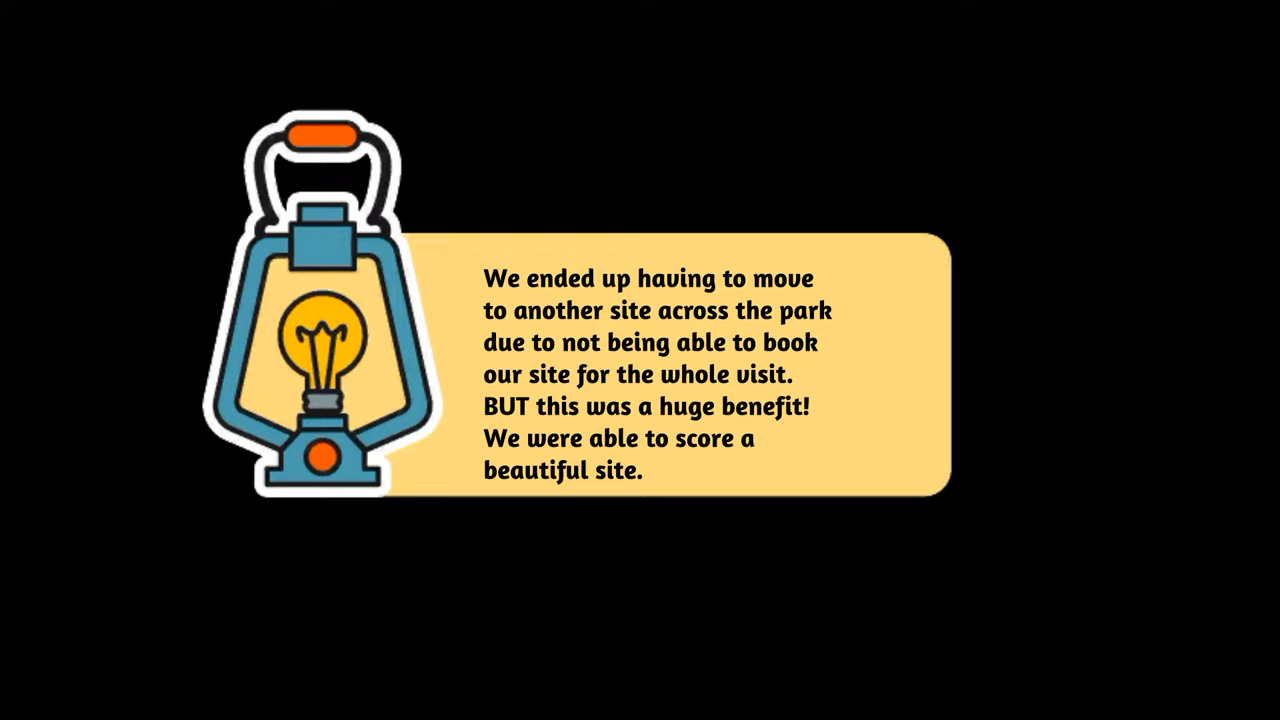 We ended up having to move
to another site across the park
due to not being able to book
our site for the whole visit.
BUT this was a huge benefit!
We were able to score a
beautiful site.